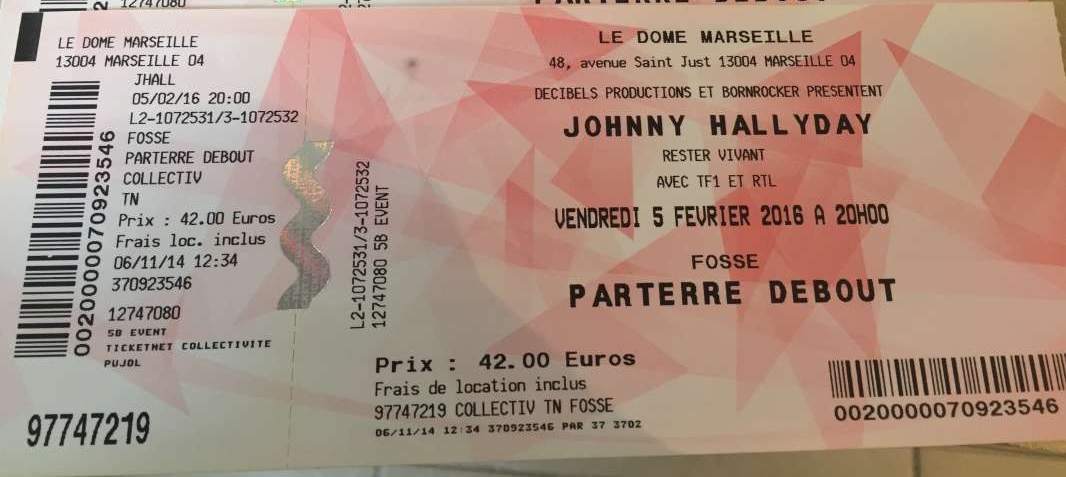 12747080
LE DOME MARSEILLE
13004 MARSEILLE 04
JHALL
05/02/16 20:00
L2-1072531/3-1072532
FOSSE
PARTERRE DEBOUT
COLLECTIV
TN
Prix : 42.00 Euros
Frais loc. inclus
06/11/14 12:34
370923546
12747080
5B EVENT
TICKETNET COLLECTIVITE
PUJOL
0020000070923546
97747219
L2-1072531/3-1072532
12747080 5B EVENT
PARTERRE DEBOUT
LE DOME MARSEILLE
48, avenue Saint Just 13004 MARSEILLE 04
DECIBELS PRODUCTIONS ET BORNROCKER PRESENTENT
JOHNNY HALLYDAY
RESTER VIVANT
AVEC TF1 ET RTL
VENDREDI 5 FEVRIER 2016 A 20H00
FOSSE
PARTERRE DEBOUT
Prix : 42.00 Euros
Frais de location inclus
97747219 COLLECTIV TN FOSSE
06/11/14 12:34 370923546 PAR 37 3702
0020000070923546